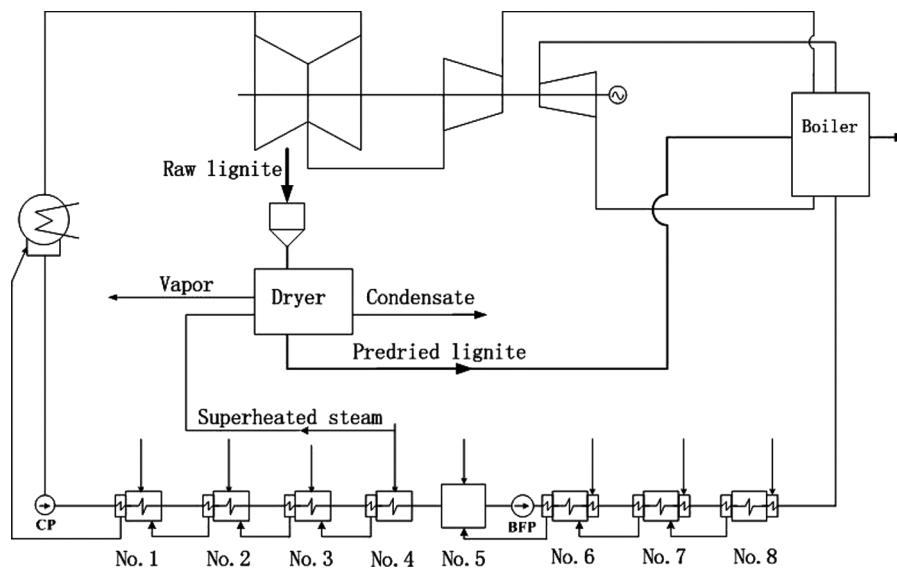 Boiler
Raw lignite
Vapor
Dryer
Condensate
Predried lignite
Superheated steam
CP
BFP
No.1
No.2
No.3
No.4
No.5
No.6
No.7
No.8